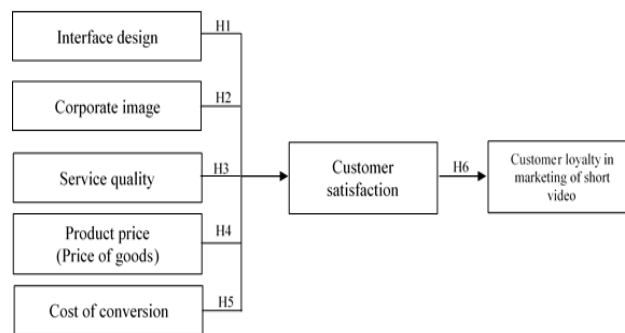 Interface design
H1
Corporate image
H2
Service quality
H3
Product price
(Price of goods)
H4
Cost of conversion
H5
Customer
satisfaction
H6
Customer loyalty in
marketing of short
video